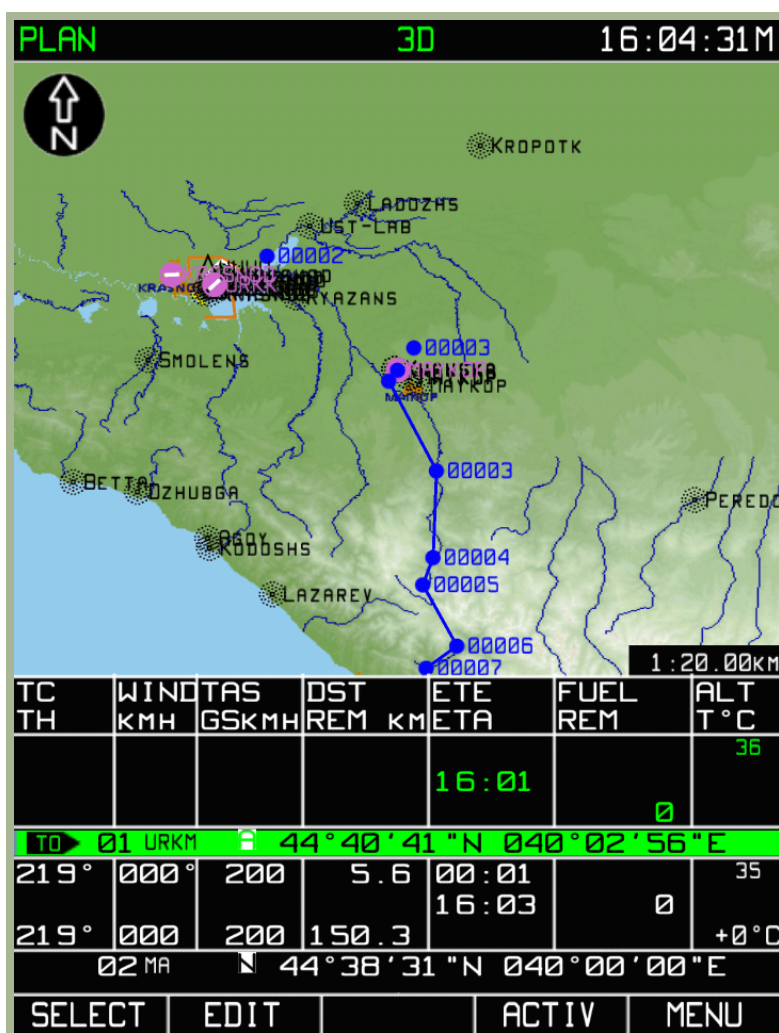 PLAN 3D 16:04:31M
N
KROPOTK
LADOZHS
UST-LAB
00002
URKK
RYAZANS
00003
SMOLENS
MAYKOP
MAIKOP
00003
BETTA
DZHUBGA
PEREDO
AGOY
KODOSHS
00004
00005
LAZAREV
00006
1:20.00KM
00007
TC WIND TAS DST ETE FUEL ALT
TH KMH GSKMH REM KM ETA REM T°C
36
16:01
0
TO 01 URKM 44°40'41"N 040°02'56"E
219° 000° 200 5.6 00:01 35
16:03 0
219° 000 200 150.3 +0°C
02 MA N 44°38'31"N 040°00'00"E
SELECT EDIT ACTIV MENU